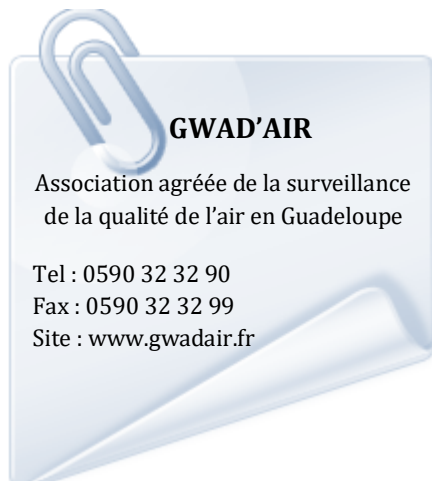 GWAD’AIR
Association agréée de la surveillance
de la qualité de l’air en Guadeloupe
Tel : 0590 32 32 90
Fax : 0590 32 32 99
Site : www.gwadair.fr